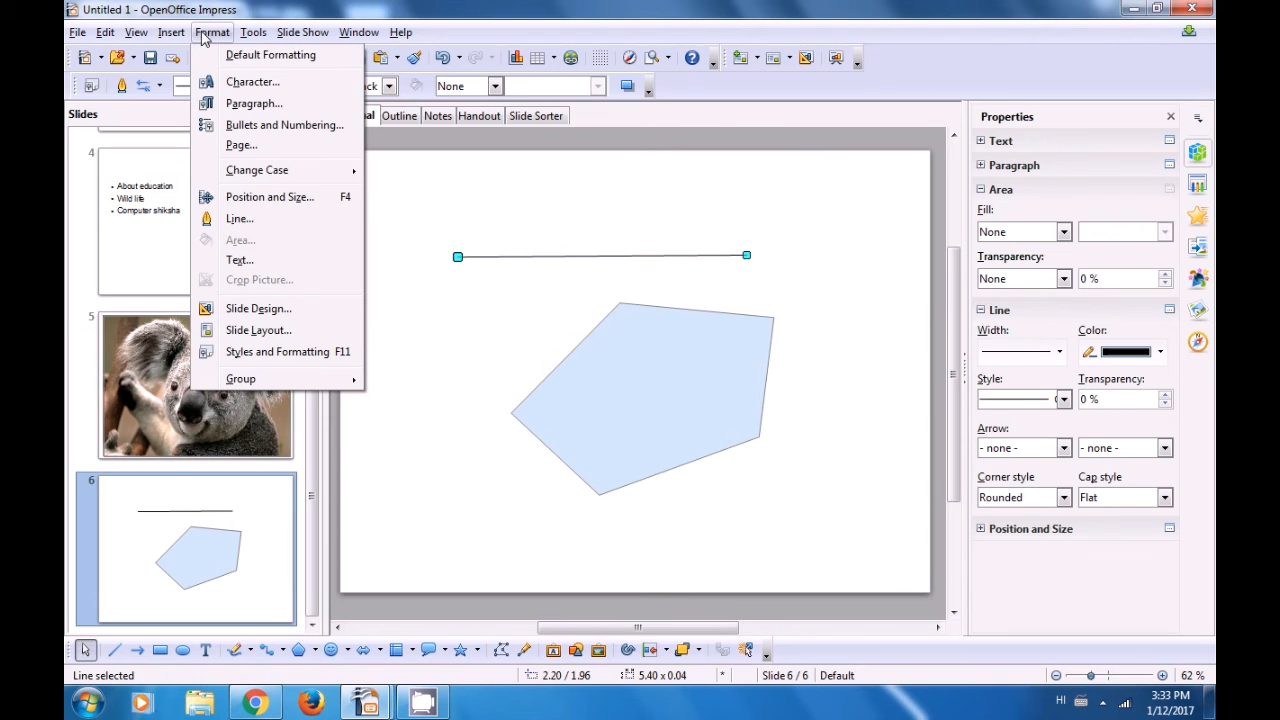 Untitled 1 - OpenOffice Impress
File Edit View Insert Format Tools Slide Show Window Help
Default Formatting
Character...
Paragraph...
Bullets and Numbering...
Page...
Change Case
Position and Size... F4
Line...
Area...
Text...
Crop Picture...
Slide Design...
Slide Layout...
Styles and Formatting F11
Group
None
Outline Notes Handout Slide Sorter
Slides
4
• About education
• Wild life
• Computer shiksha
5
6
Properties
Text
Paragraph
Area
Fill:
None
Transparency:
None 0 %
Line
Width: Color:
Style: Transparency:
0 %
Arrow:
- none - - none -
Corner style Cap style
Rounded Flat
Position and Size
Line selected 2.20 / 1.96 5.40 x 0.04 * Slide 6 / 6 Default 62 %
HI 3:33 PM
1/12/2017